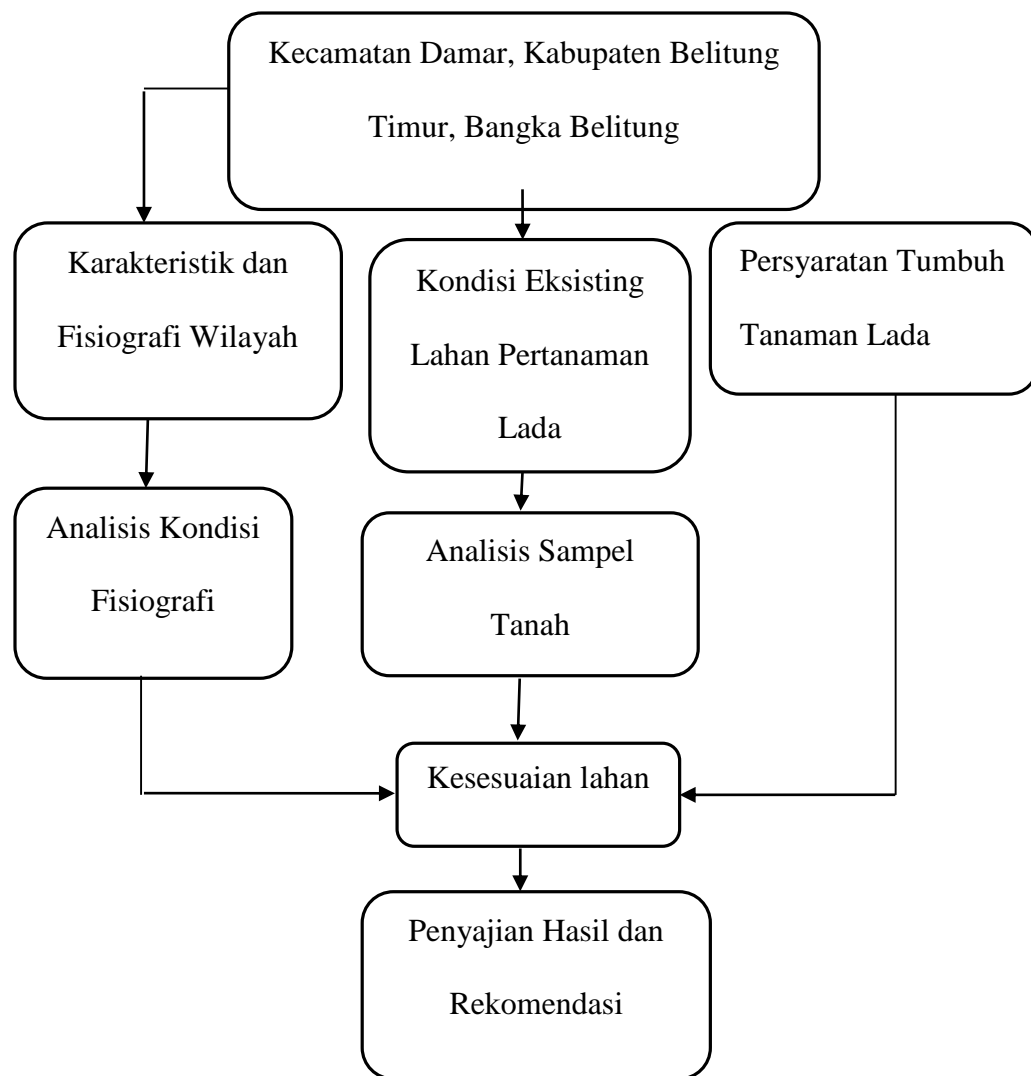 Kecamatan Damar, Kabupaten Belitung
Timur, Bangka Belitung
Karakteristik dan
Fisiografi Wilayah
Kondisi Eksisting
Lahan Pertanaman
Lada
Persyaratan Tumbuh
Tanaman Lada
Analisis Kondisi
Fisiografi
Analisis Sampel
Tanah
Kesesuaian lahan
Penyajian Hasil dan
Rekomendasi